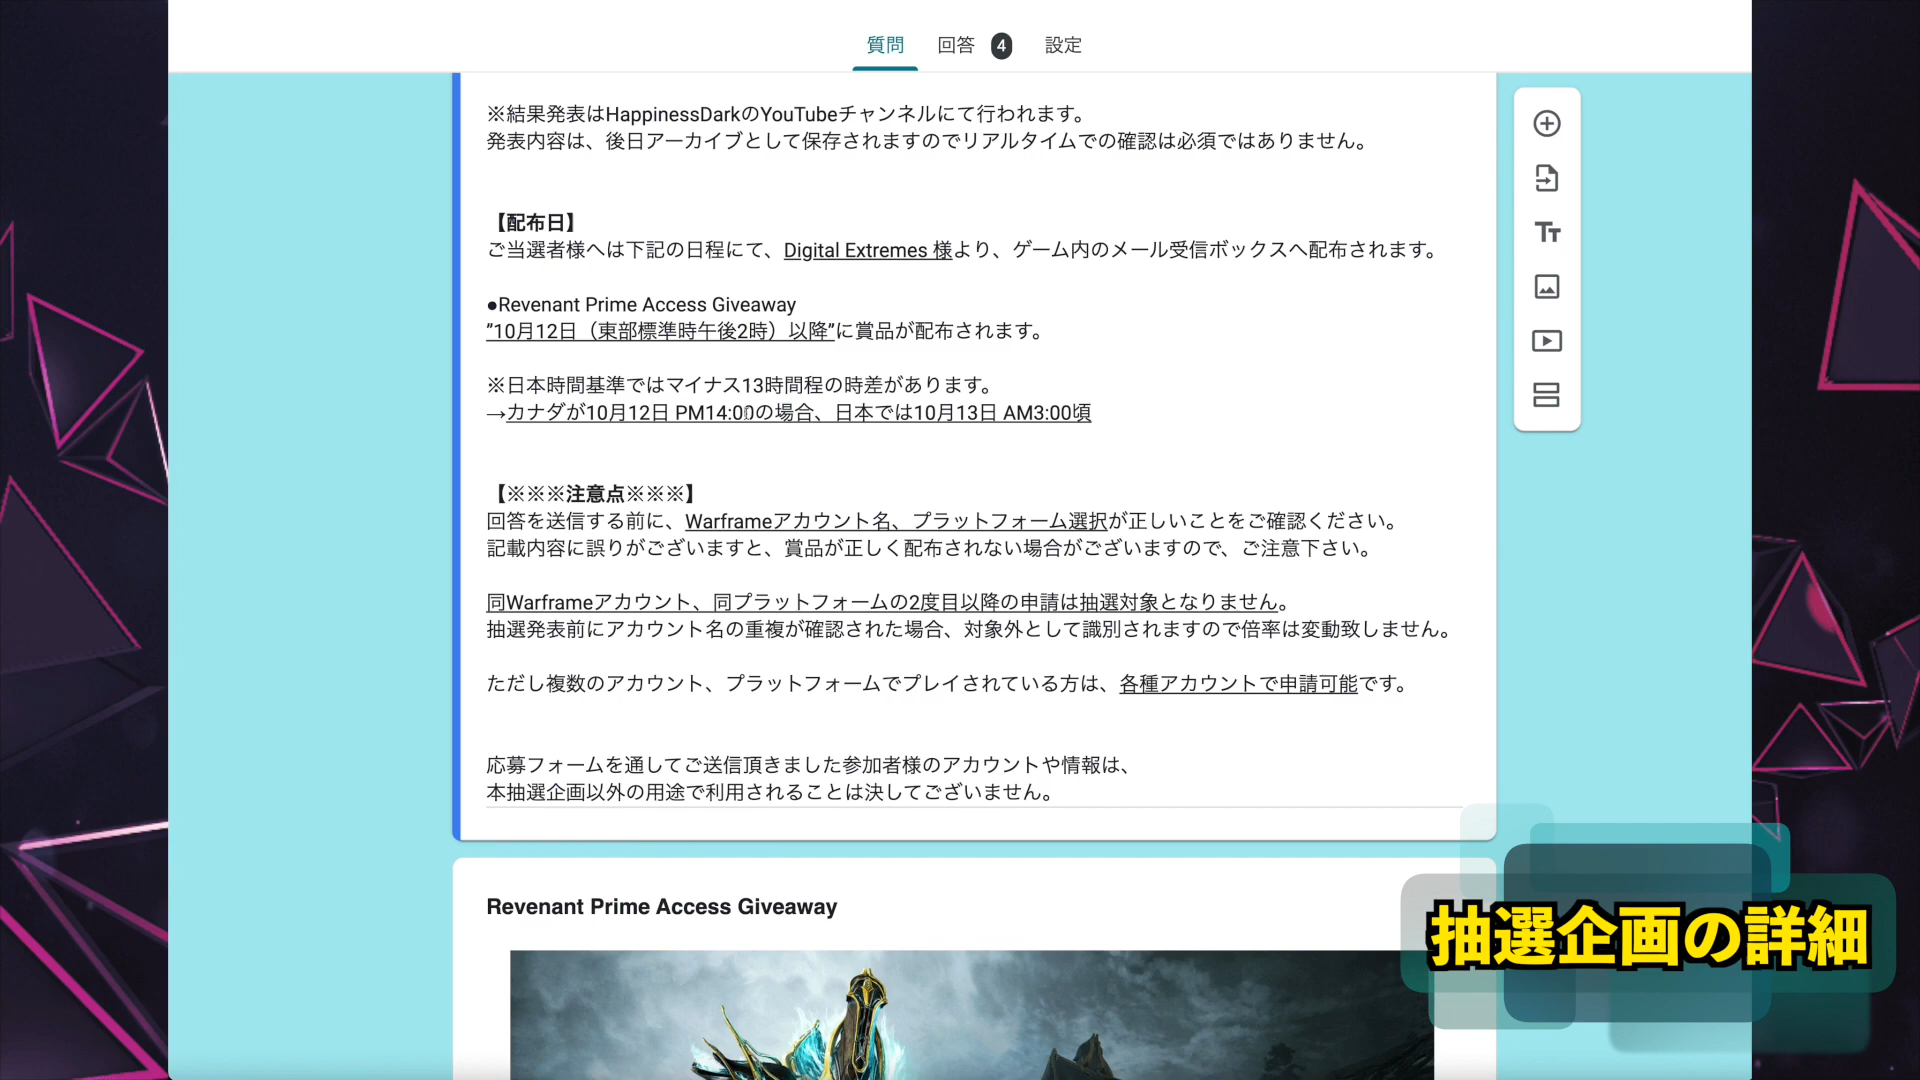 質問 回答 4 設定
※結果発表はHappinessDarkのYouTubeチャンネルにて行われます。
発表内容は、後日アーカイブとして保存されますのでリアルタイムでの確認は必須ではありません。
【配布日】
ご当選者様へは下記の日程にて、Digital Extremes 様より、ゲーム内のメール受信ボックスへ配布されます。
●Revenant Prime Access Giveaway
”10月12日（東部標準時午後2時）以降”に賞品が配布されます。
※日本時間基準ではマイナス13時間程の時差があります。
→カナダが10月12日 PM14:00の場合、日本では10月13日 AM3:00頃
【※※※注意点※※※】
回答を送信する前に、Warframeアカウント名、プラットフォーム選択が正しいことをご確認ください。
記載内容に誤りがございますと、賞品が正しく配布されない場合がございますので、ご注意下さい。
同Warframeアカウント、同プラットフォームの2度目以降の申請は抽選対象となりません。
抽選発表前にアカウント名の重複が確認された場合、対象外として識別されますので倍率は変動致しません。
ただし複数のアカウント、プラットフォームでプレイされている方は、各種アカウントで申請可能です。
応募フォームを通してご送信頂きました参加者様のアカウントや情報は、
本抽選企画以外の用途で利用されることは決してございません。
Revenant Prime Access Giveaway
抽選企画の詳細